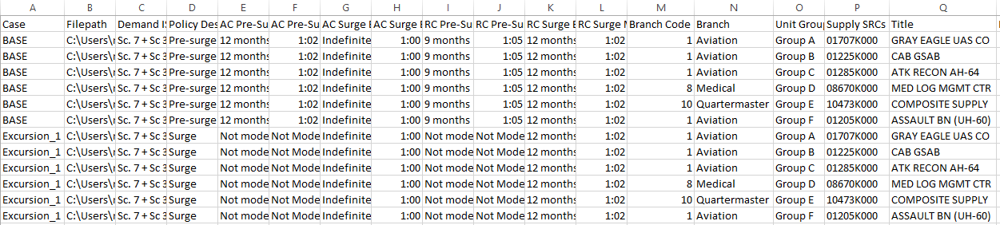 A B C D E F G H I J K L M N O P Q
Case Filepath Demand IS Policy Des AC Pre-Su AC Pre-Su AC Surge AC Surge RC Pre-Su RC Pre-Su RC Surge RC Surge Branch Code Branch Unit Grou Supply SRCs Title
BASE C:\Users\ Sc. 7 + Sc 3 Pre-surge 12 months 1:02 Indefinite 1:00 9 months 1:05 12 months 1:02 1 Aviation Group A 01707K000 GRAY EAGLE UAS CO
BASE C:\Users\ Sc. 7 + Sc 3 Pre-surge 12 months 1:02 Indefinite 1:00 9 months 1:05 12 months 1:02 1 Aviation Group B 01225K000 CAB GSAB
BASE C:\Users\ Sc. 7 + Sc 3 Pre-surge 12 months 1:02 Indefinite 1:00 9 months 1:05 12 months 1:02 1 Aviation Group C 01285K000 ATK RECON AH-64
BASE C:\Users\ Sc. 7 + Sc 3 Pre-surge 12 months 1:02 Indefinite 1:00 9 months 1:05 12 months 1:02 8 Medical Group D 08670K000 MED LOG MGMT CTR
BASE C:\Users\ Sc. 7 + Sc 3 Pre-surge 12 months 1:02 Indefinite 1:00 9 months 1:05 12 months 1:02 10 Quartermaster Group E 10473K000 COMPOSITE SUPPLY
BASE C:\Users\ Sc. 7 + Sc 3 Pre-surge 12 months 1:02 Indefinite 1:00 9 months 1:05 12 months 1:02 1 Aviation Group F 01205K000 ASSAULT BN (UH-60)
Excursion_1 C:\Users\ Sc. 7 + Sc 3 Surge Not mode Not Mode Indefinite 1:00 Not mode Not Mode 12 months 1:02 1 Aviation Group A 01707K000 GRAY EAGLE UAS CO
Excursion_1 C:\Users\ Sc. 7 + Sc 3 Surge Not mode Not Mode Indefinite 1:00 Not mode Not Mode 12 months 1:02 1 Aviation Group B 01225K000 CAB GSAB
Excursion_1 C:\Users\ Sc. 7 + Sc 3 Surge Not mode Not Mode Indefinite 1:00 Not mode Not Mode 12 months 1:02 1 Aviation Group C 01285K000 ATK RECON AH-64
Excursion_1 C:\Users\ Sc. 7 + Sc 3 Surge Not mode Not Mode Indefinite 1:00 Not mode Not Mode 12 months 1:02 8 Medical Group D 08670K000 MED LOG MGMT CTR
Excursion_1 C:\Users\ Sc. 7 + Sc 3 Surge Not mode Not Mode Indefinite 1:00 Not mode Not Mode 12 months 1:02 10 Quartermaster Group E 10473K000 COMPOSITE SUPPLY
Excursion_1 C:\Users\ Sc. 7 + Sc 3 Surge Not mode Not Mode Indefinite 1:00 Not mode Not Mode 12 months 1:02 1 Aviation Group F 01205K000 ASSAULT BN (UH-60)